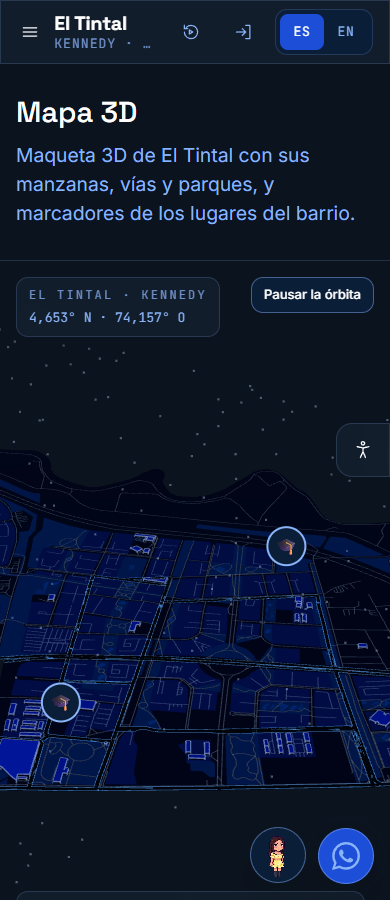 El Tintal
KENNEDY · …
ES
EN
Mapa 3D
Maqueta 3D de El Tintal con sus
manzanas, vías y parques, y
marcadores de los lugares del barrio.
EL TINTAL · KENNEDY
4,653° N · 74,157° O
Pausar la órbita